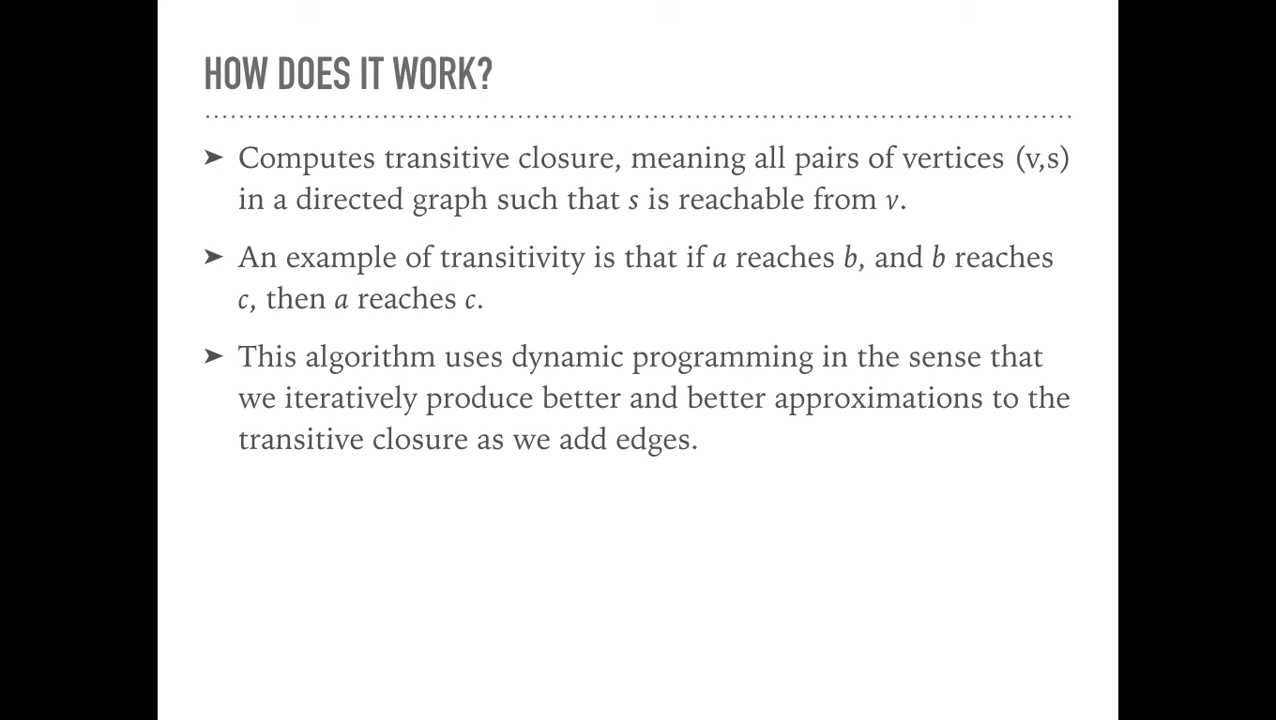 HOW DOES IT WORK?
➤ Computes transitive closure, meaning all pairs of vertices (v,s)
in a directed graph such that s is reachable from v.
➤ An example of transitivity is that if a reaches b, and b reaches
c, then a reaches c.
➤ This algorithm uses dynamic programming in the sense that
we iteratively produce better and better approximations to the
transitive closure as we add edges.